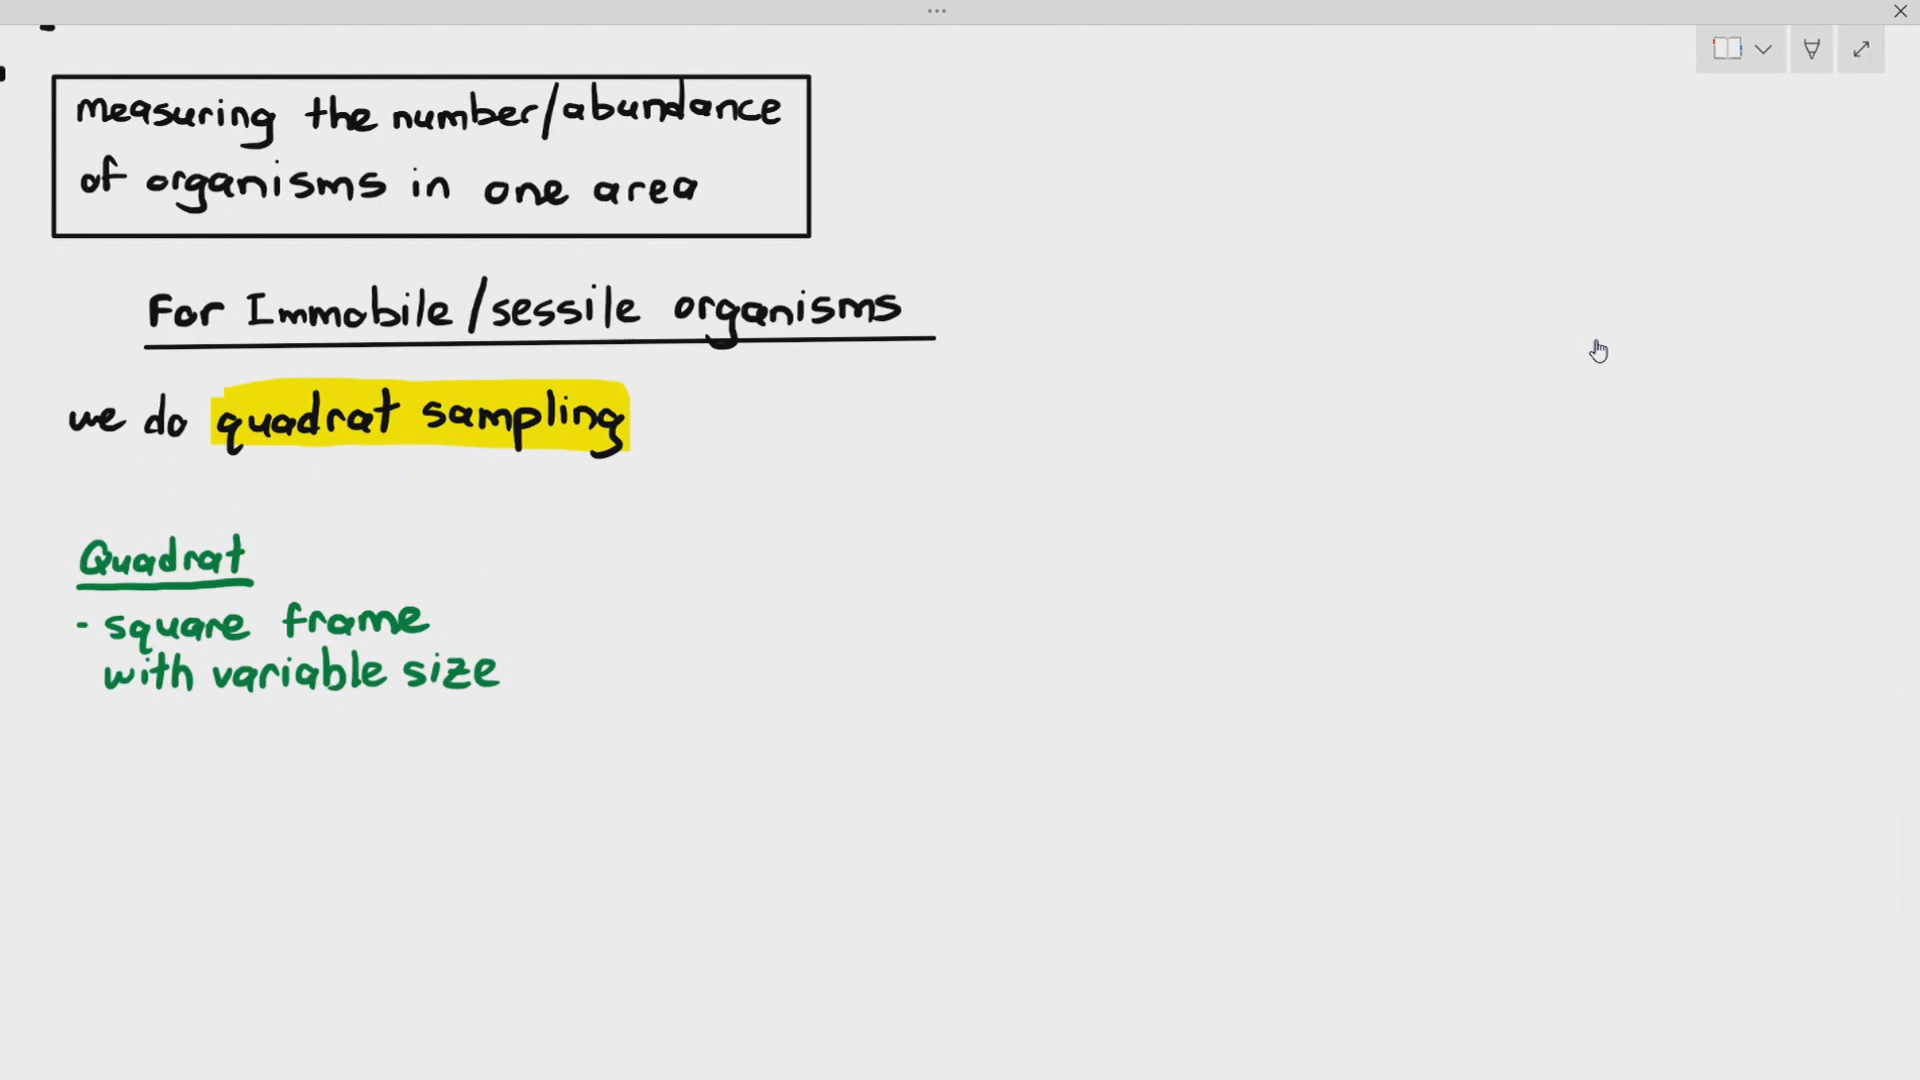 measuring the number/abundance
of organisms in one area
For Immobile/sessile organisms
we do quadrat sampling
Quadrat
- square frame
with variable size